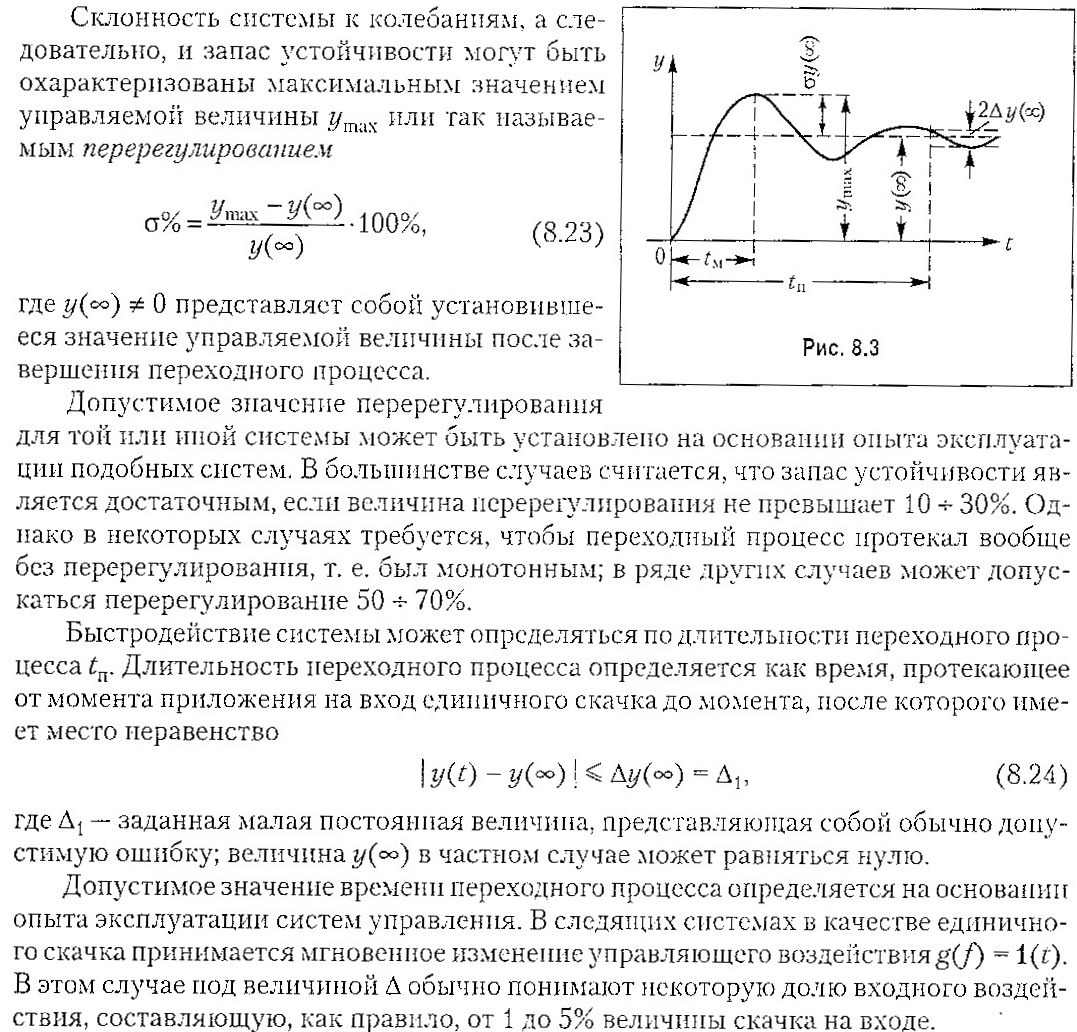 Склонность системы к колебаниям, а сле-
довательно, и запас устойчивости могут быть
охарактеризованы максимальным значением
управляемой величины ymax или так называе-
мым перерегулированием
σ% = (ymax − y(∞))/y(∞) · 100%, (8.23)
где y(∞) ≠ 0 представляет собой установивше-
еся значение управляемой величины после за-
вершения переходного процесса.
y
σy(∞)
2Δy(∞)
ymax
y(∞)
0
tм
t
tп
Рис. 8.3
Допустимое значение перерегулирования
для той или иной системы может быть установлено на основании опыта эксплуата-
ции подобных систем. В большинстве случаев считается, что запас устойчивости яв-
ляется достаточным, если величина перерегулирования не превышает 10 ÷ 30%. Од-
нако в некоторых случаях требуется, чтобы переходный процесс протекал вообще
без перерегулирования, т. е. был монотонным; в ряде других случаев может допус-
каться перерегулирование 50 ÷ 70%.
Быстродействие системы может определяться по длительности переходного про-
цесса tп. Длительность переходного процесса определяется как время, протекающее
от момента приложения на вход единичного скачка до момента, после которого име-
ет место неравенство
|y(t) − y(∞)| ⩽ Δy(∞) = Δ1, (8.24)
где Δ1 — заданная малая постоянная величина, представляющая собой обычно допу-
стимую ошибку; величина y(∞) в частном случае может равняться нулю.
Допустимое значение времени переходного процесса определяется на основании
опыта эксплуатации систем управления. В следящих системах в качестве единично-
го скачка принимается мгновенное изменение управляющего воздействия g(f) = 1(t).
В этом случае под величиной Δ обычно понимают некоторую долю входного воздей-
ствия, составляющую, как правило, от 1 до 5% величины скачка на входе.